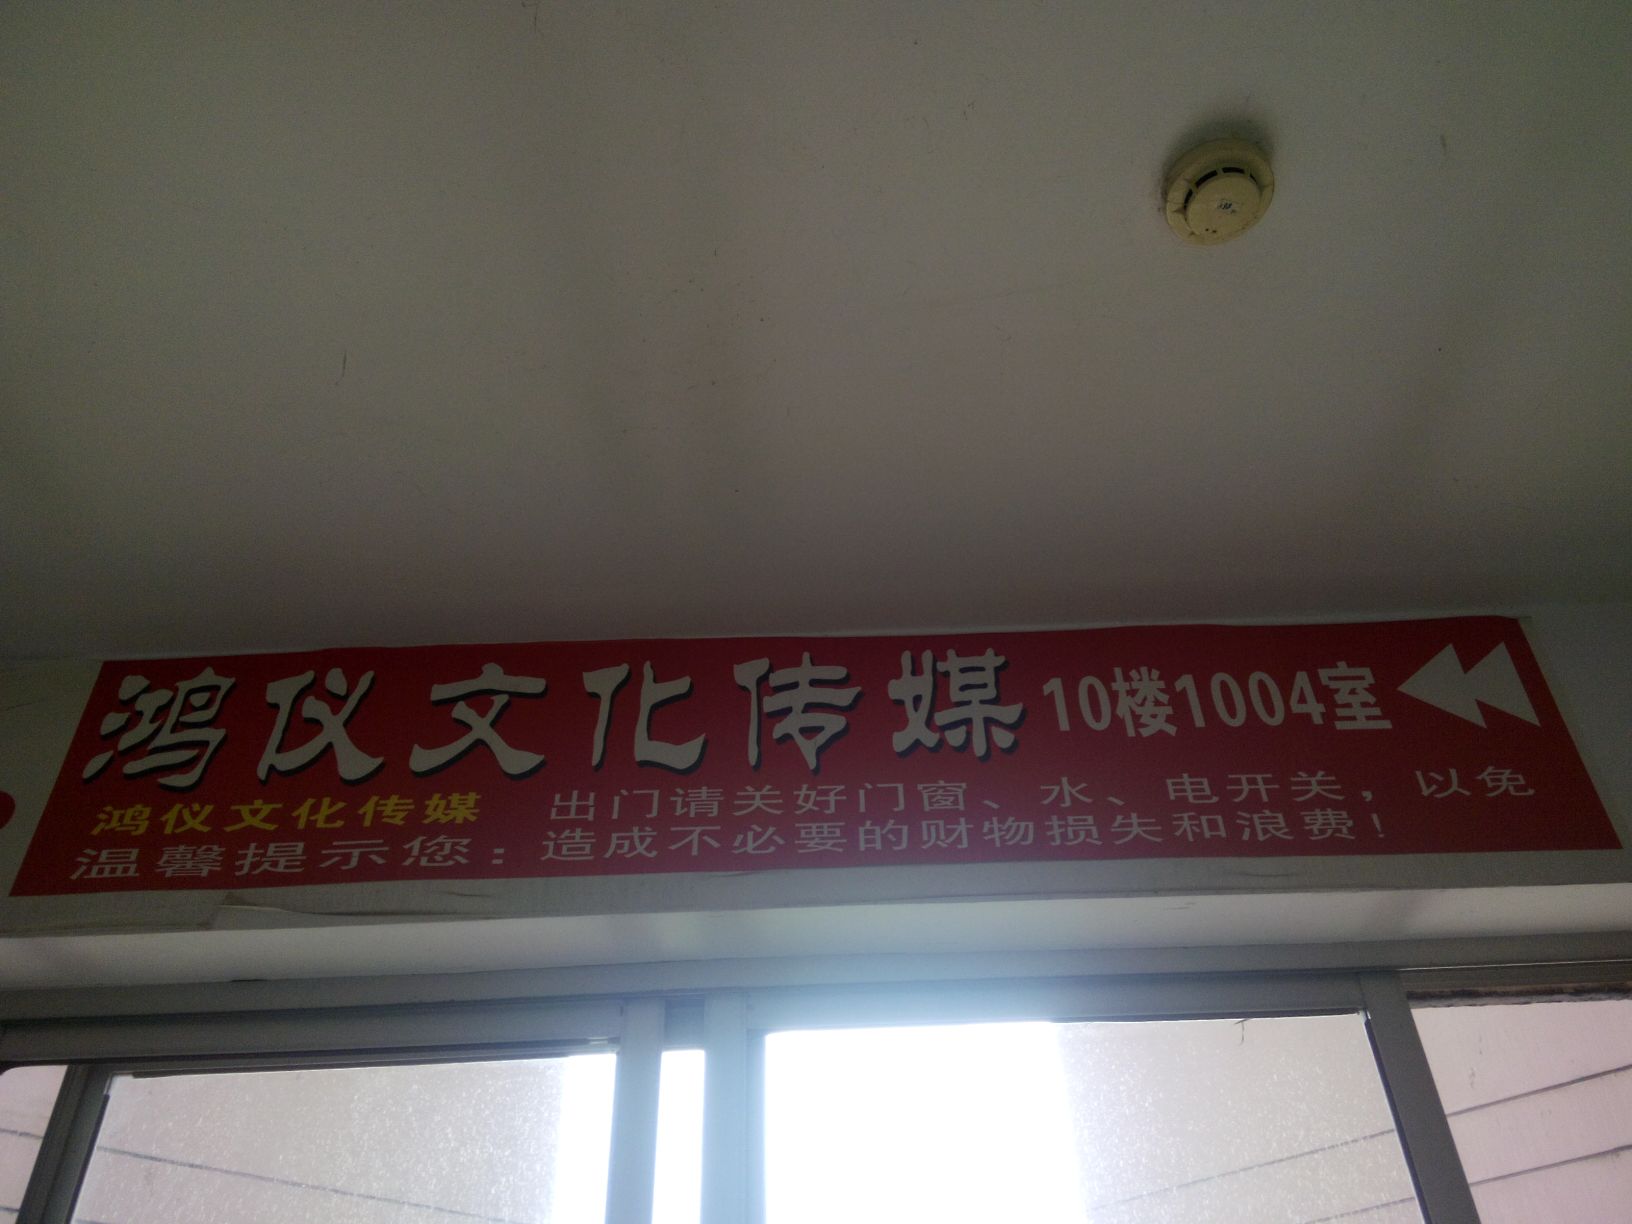 鸿仪文化传媒 10楼1004室
鸿仪文化传媒
温馨提示您:
出门请关好门窗、水、电开关，以免
造成不必要的财物损失和浪费！